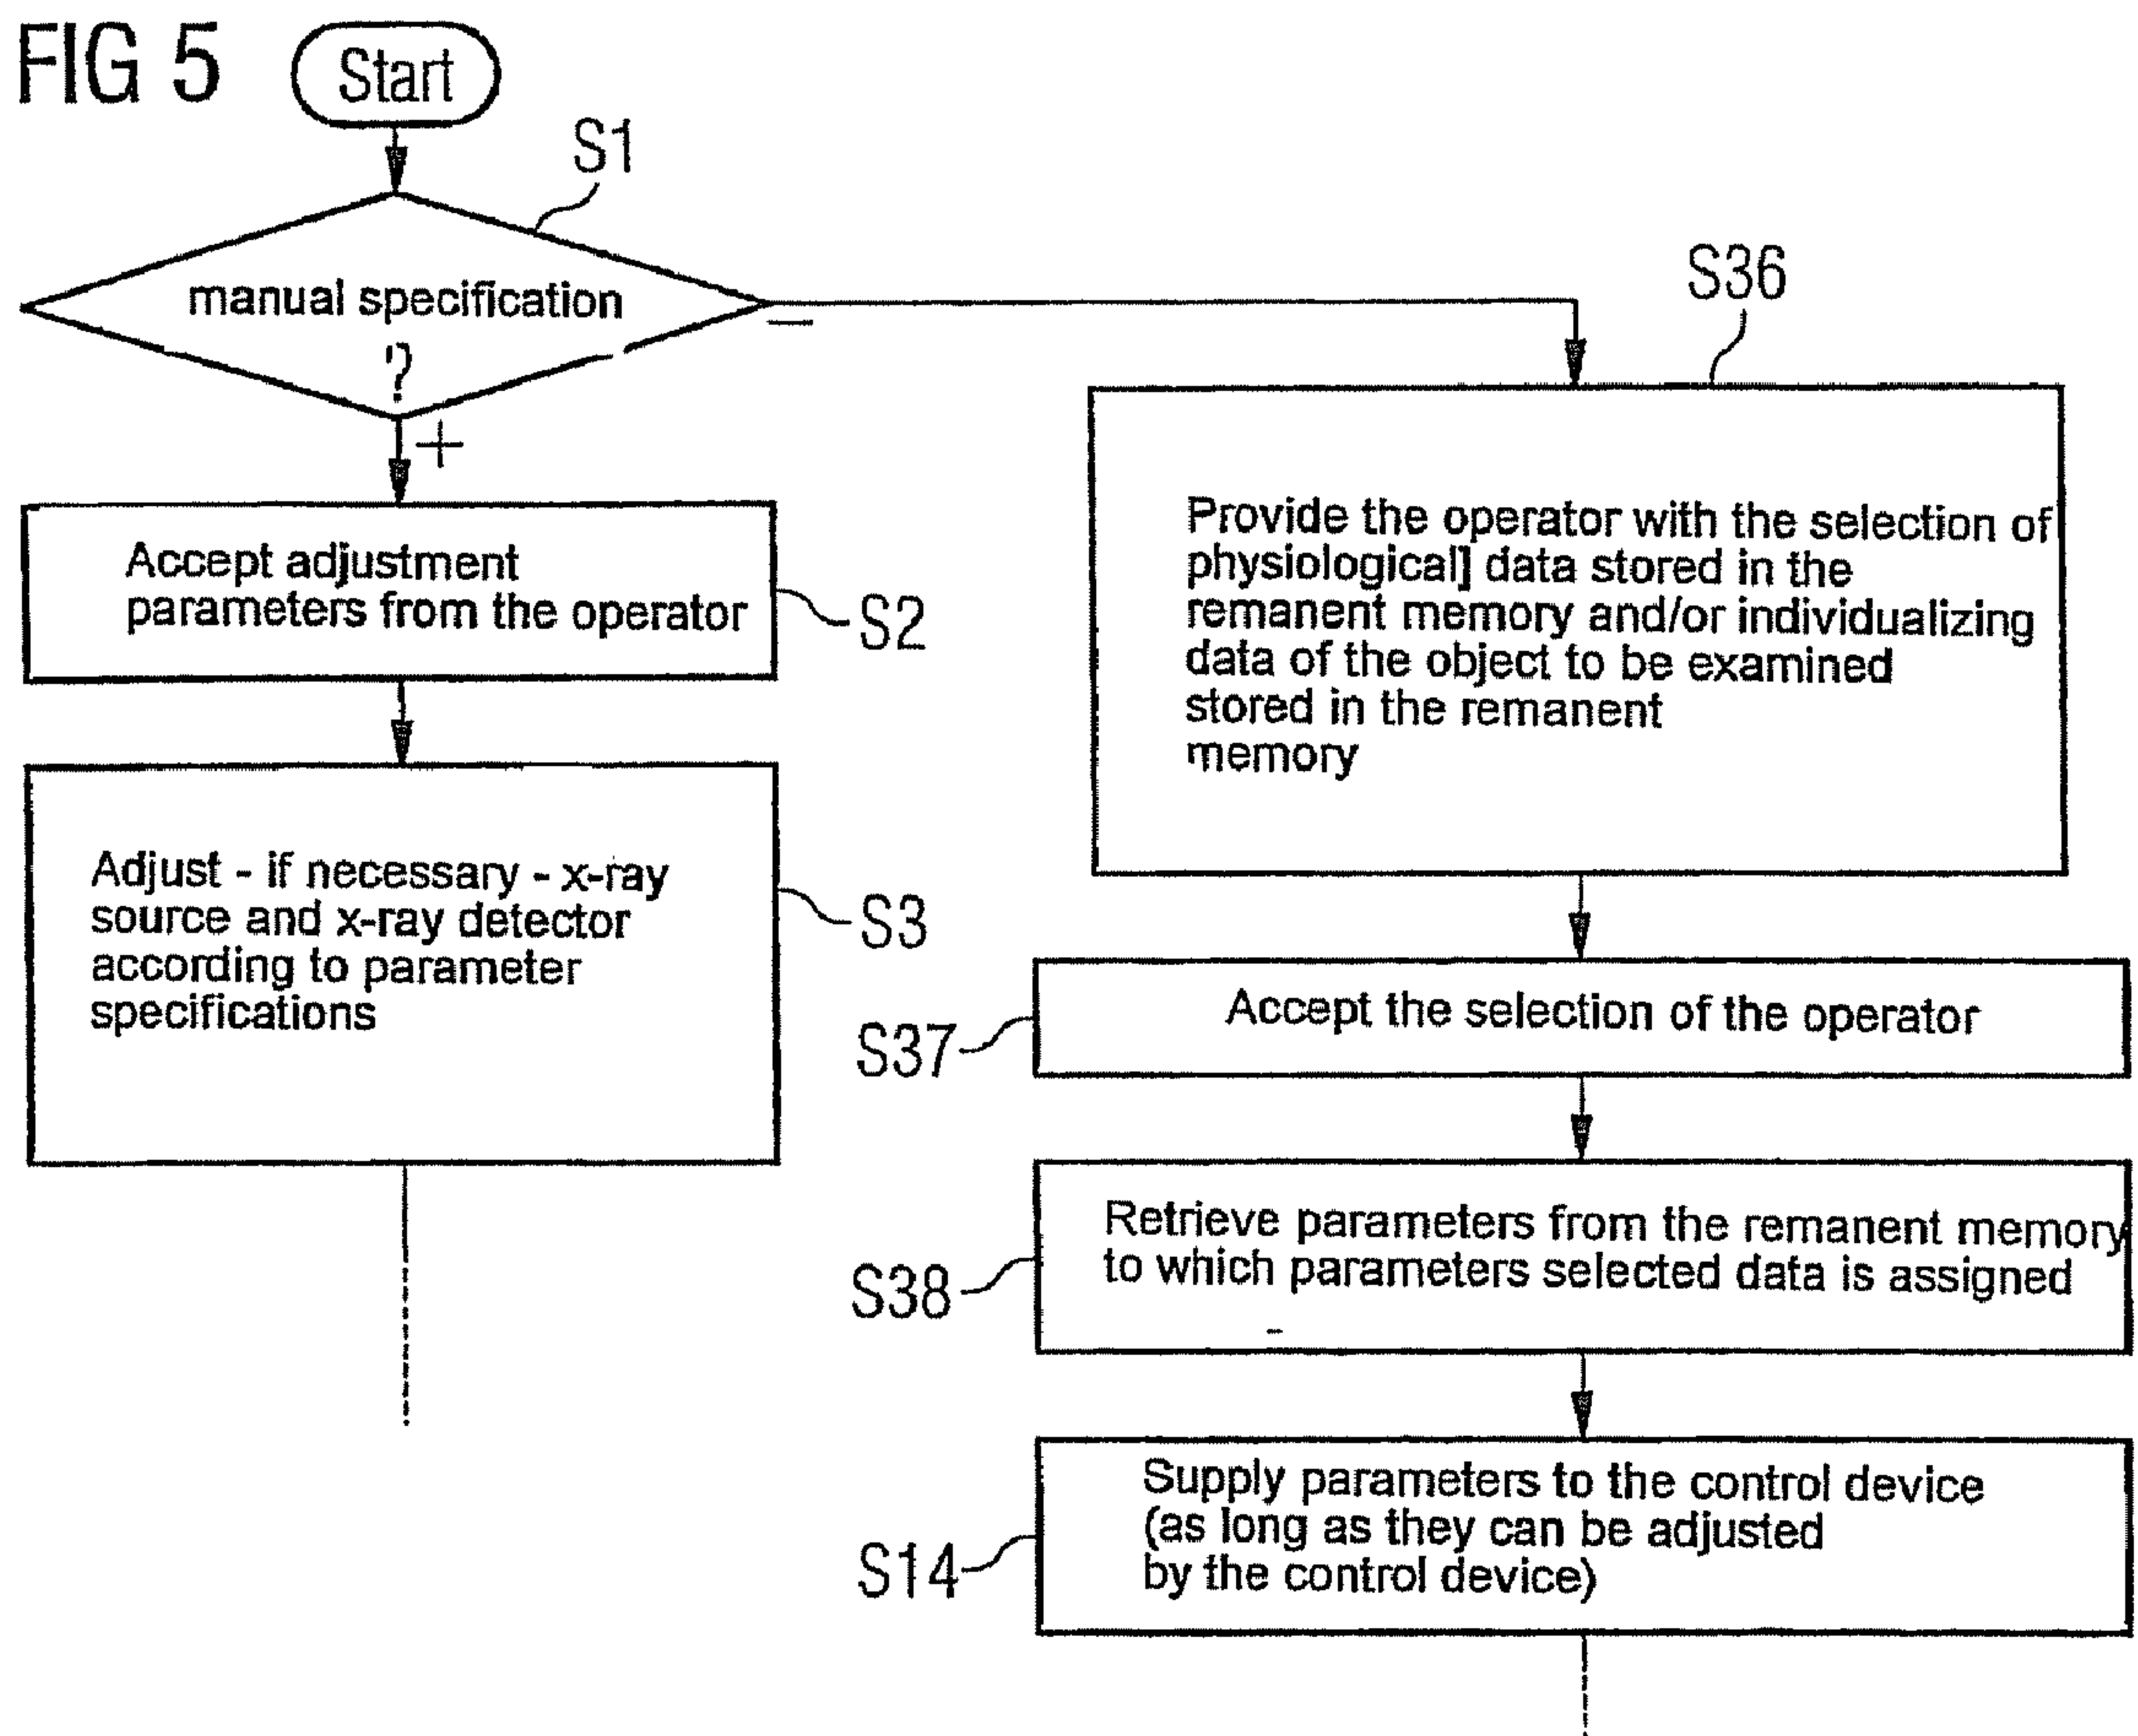 FIG 5
Start
S1
manual specification
?
−
+
Accept adjustment
parameters from the operator
S2
Adjust - if necessary - x-ray
source and x-ray detector
according to parameter
specifications
S3
S36
Provide the operator with the selection of
physiological] data stored in the
remanent memory and/or individualizing
data of the object to be examined
stored in the remanent
memory
Accept the selection of the operator
S37
Retrieve parameters from the remanent memory
to which parameters selected data is assigned
S38
Supply parameters to the control device
(as long as they can be adjusted
by the control device)
S14